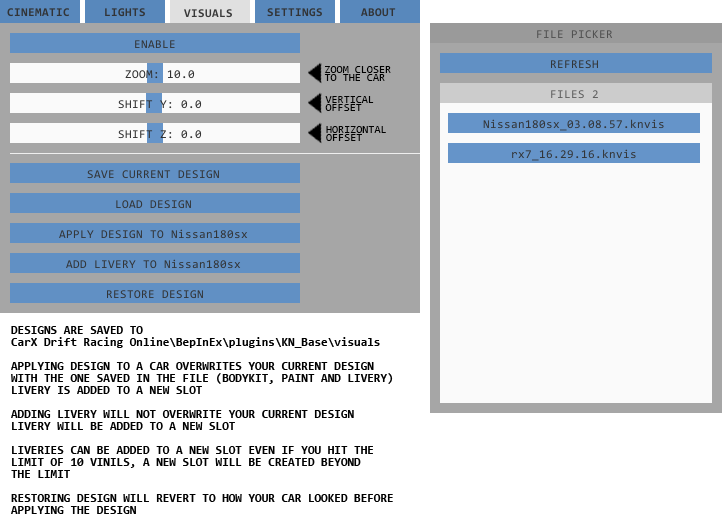 CINEMATIC LIGHTS VISUALS SETTINGS ABOUT
ENABLE
ZOOM: 10.0
ZOOM CLOSER
TO THE CAR
SHIFT Y: 0.0
VERTICAL
OFFSET
SHIFT Z: 0.0
HORIZONTAL
OFFSET
SAVE CURRENT DESIGN
LOAD DESIGN
APPLY DESIGN TO Nissan180sx
ADD LIVERY TO Nissan180sx
RESTORE DESIGN
FILE PICKER
REFRESH
FILES 2
Nissan180sx_03.08.57.knvis
rx7_16.29.16.knvis
DESIGNS ARE SAVED TO
CarX Drift Racing Online\BepInEx\plugins\KN_Base\visuals
APPLYING DESIGN TO A CAR OVERWRITES YOUR CURRENT DESIGN
WITH THE ONE SAVED IN THE FILE (BODYKIT, PAINT AND LIVERY)
LIVERY IS ADDED TO A NEW SLOT
ADDING LIVERY WILL NOT OVERWRITE YOUR CURRENT DESIGN
LIVERY WILL BE ADDED TO A NEW SLOT
LIVERIES CAN BE ADDED TO A NEW SLOT EVEN IF YOU HIT THE
LIMIT OF 10 VINILS, A NEW SLOT WILL BE CREATED BEYOND
THE LIMIT
RESTORING DESIGN WILL REVERT TO HOW YOUR CAR LOOKED BEFORE
APPLYING THE DESIGN